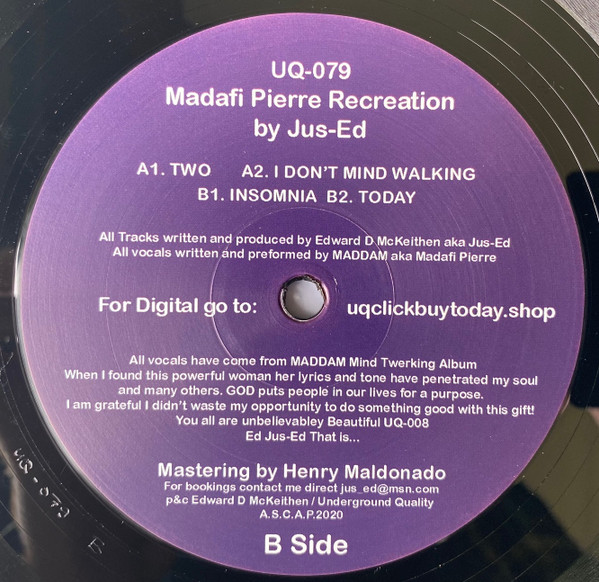 UQ-079
Madafi Pierre Recreation
by Jus-Ed
A1. TWO A2. I DON'T MIND WALKING
B1. INSOMNIA B2. TODAY
All Tracks written and produced by Edward D McKeithen aka Jus-Ed
All vocals written and preformed by MADDAM aka Madafi Pierre
For Digital go to: uqclickbuytoday.shop
All vocals have come from MADDAM Mind Twerking Album
When I found this powerful woman her lyrics and tone have penetrated my soul
and many others. GOD puts people in our lives for a purpose.
I am grateful I didn't waste my opportunity to do something good with this gift!
You all are unbelievabley Beautiful UQ-008
Ed Jus-Ed That is...
Mastering by Henry Maldonado
For bookings contact me direct jus_ed@msn.com
p&c Edward D McKeithen / Underground Quality
A.S.C.A.P.2020
B Side
UQ-079 B